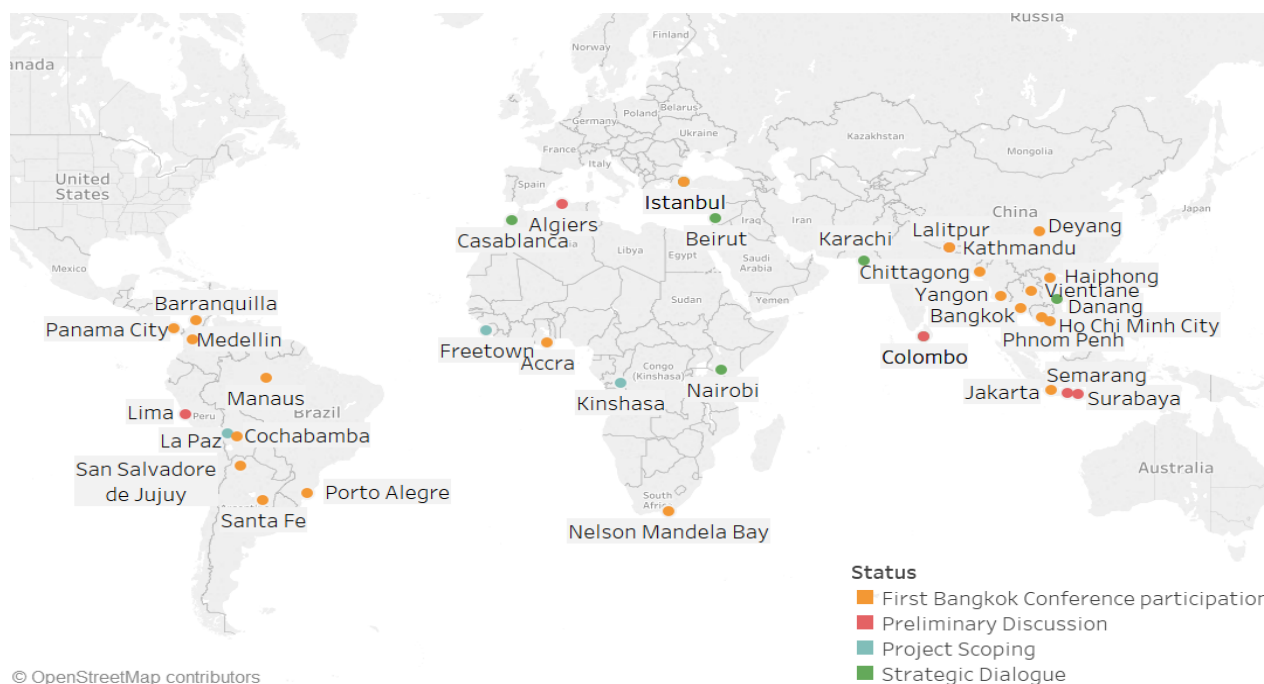 Russia
Norway
Finland
anada
Poland
Belarus
Germany
Ukraine
France
Kazakhstan
Mongolia
Italy
United
States
Spain
Istanbul
China
Japan
Algiers
Casablanca
Beirut
Iraq
Iran
Karachi
Lalitpur
Deyang
Kathmandu
Libya
Egypt
Saudi
Arabia
Mexico
Chittagong
Haiphong
Vientiane
Barranquilla
Sudan
Yemen
Yangon
Danang
Panama City
Bangkok
Ho Chi Minh City
Medellin
Freetown
Accra
Phnom Penh
Colombo
Congo
(Kinshasa)
Nairobi
Semarang
Manaus
Kinshasa
Jakarta
Surabaya
Lima
Peru
Brazil
La Paz
Cochabamba
San Salvadore
de Jujuy
Australia
Porto Alegre
South
Afri
Santa Fe
Nelson Mandela Bay
Status
First Bangkok Conference participation
Preliminary Discussion
Project Scoping
Strategic Dialogue
© OpenStreetMap contributors